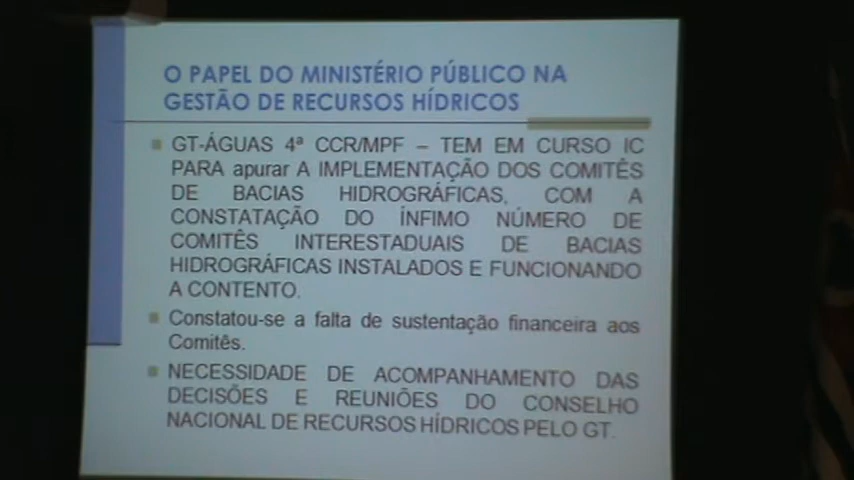 O PAPEL DO MINISTÉRIO PÚBLICO NA
GESTÃO DE RECURSOS HÍDRICOS
GT-ÁGUAS 4ª CCR/MPF – TEM EM CURSO IC
PARA apurar A IMPLEMENTAÇÃO DOS COMITÊS
DE BACIAS HIDROGRÁFICAS, COM A
CONSTATAÇÃO DO ÍNFIMO NÚMERO DE
COMITÊS INTERESTADUAIS DE BACIAS
HIDROGRÁFICAS INSTALADOS E FUNCIONANDO
A CONTENTO.
Constatou-se a falta de sustentação financeira aos
Comitês.
NECESSIDADE DE ACOMPANHAMENTO DAS
DECISÕES E REUNIÕES DO CONSELHO
NACIONAL DE RECURSOS HÍDRICOS PELO GT.